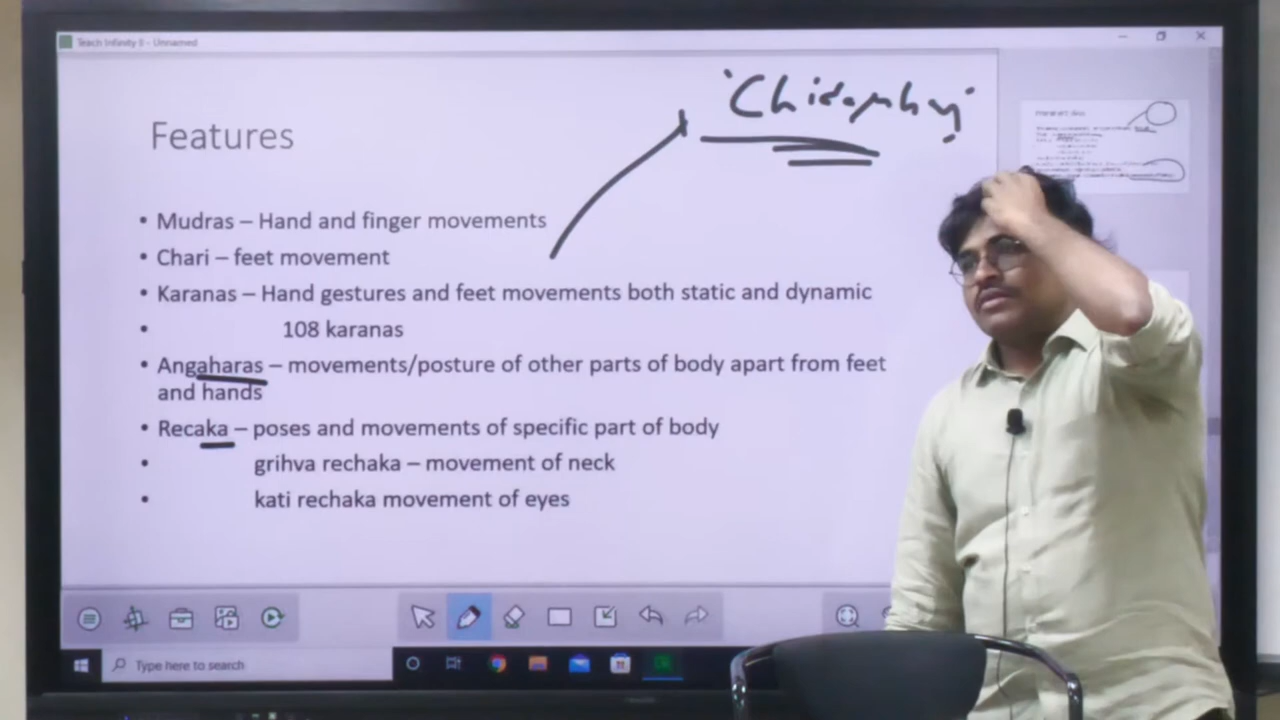 Teach Infinity II - Unnamed
Features
• Mudras – Hand and finger movements
• Chari – feet movement
• Karanas – Hand gestures and feet movements both static and dynamic
• 108 karanas
• Angaharas – movements/posture of other parts of body apart from feet
and hands
• Recaka – poses and movements of specific part of body
• grihva rechaka – movement of neck
• kati rechaka movement of eyes
Type here to search